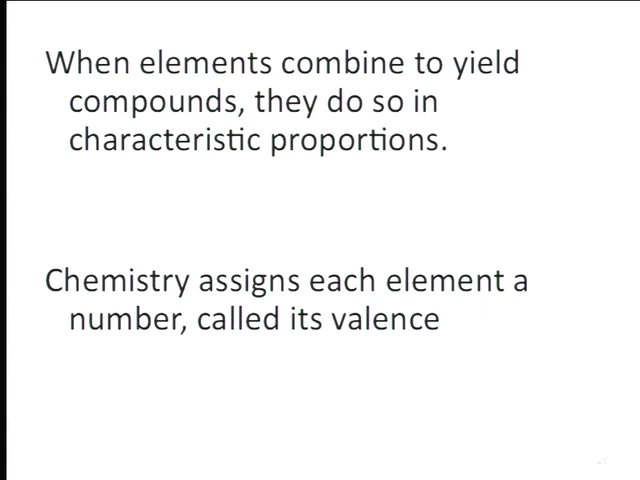 When elements combine to yield
compounds, they do so in
characteristic proportions.
Chemistry assigns each element a
number, called its valence